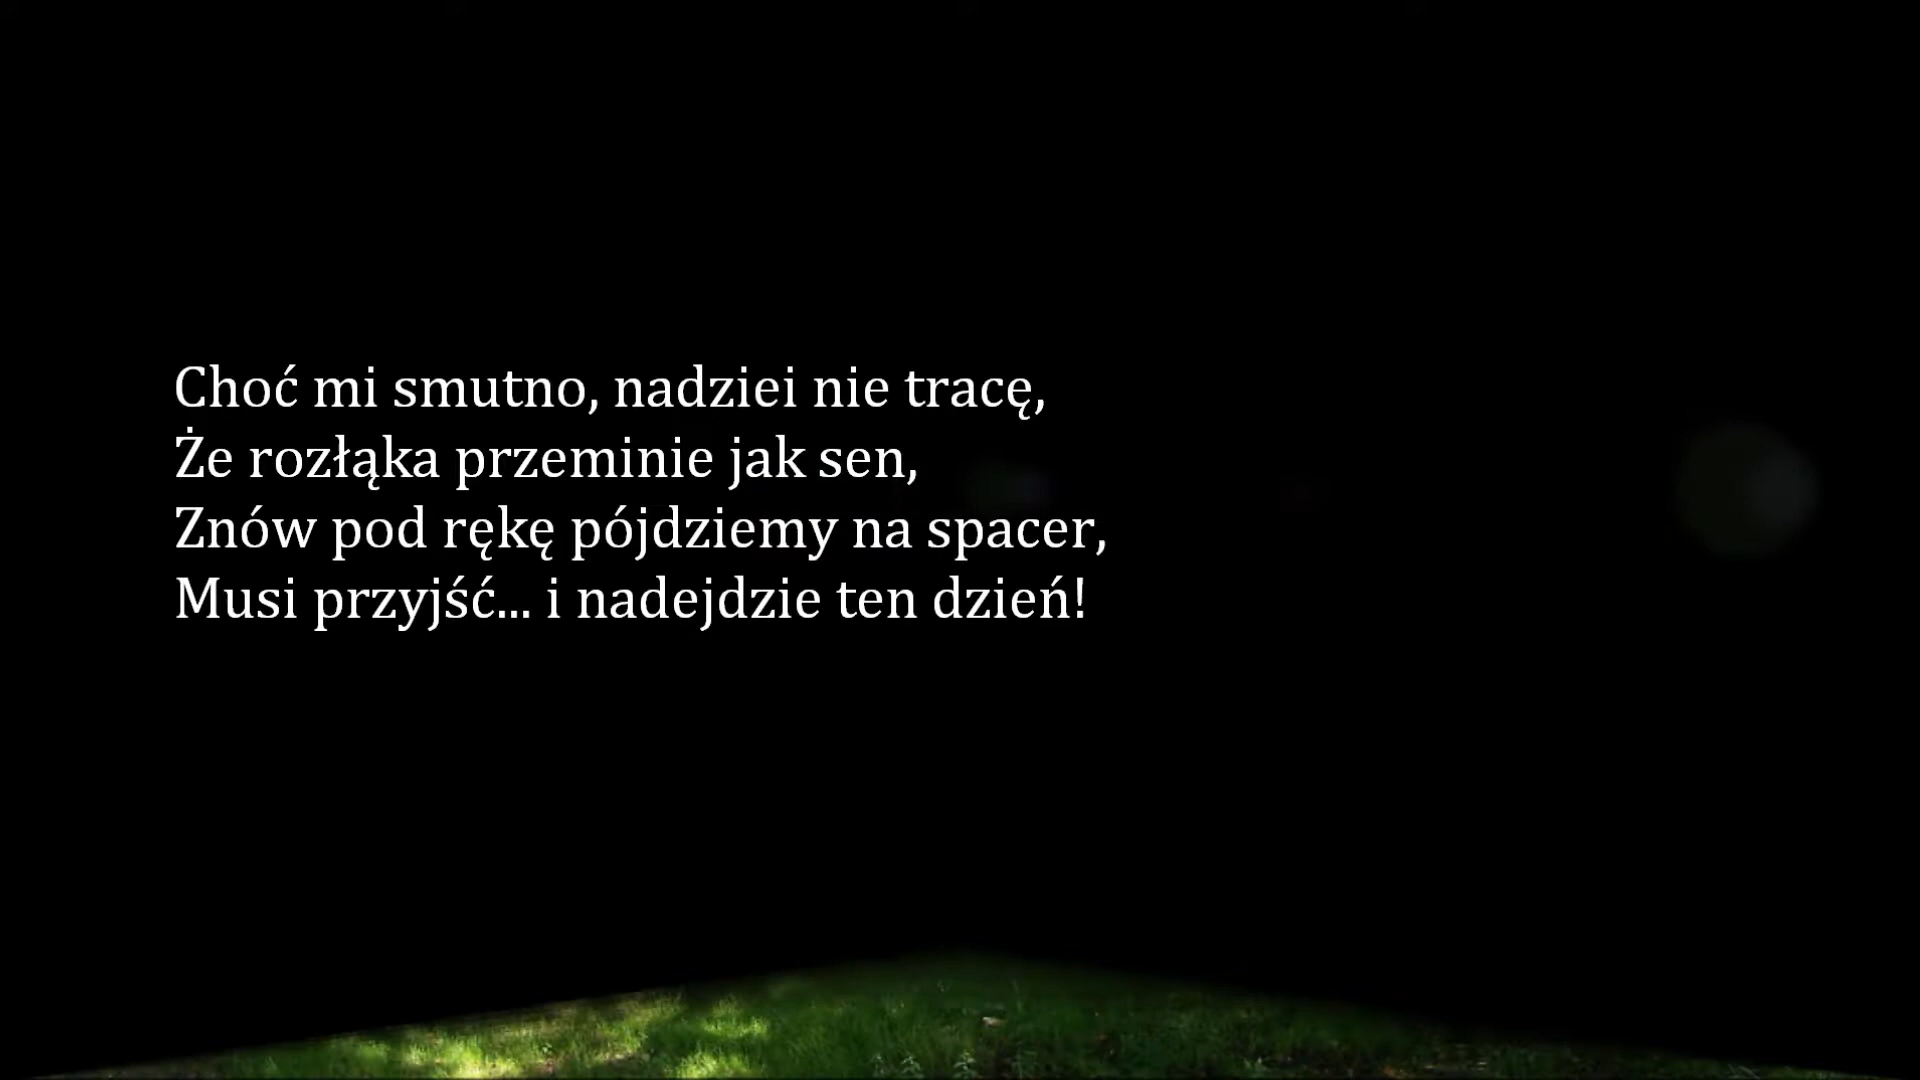 Choć mi smutno, nadziei nie tracę,
Że rozłąka przeminie jak sen,
Znów pod rękę pójdziemy na spacer,
Musi przyjść... i nadejdzie ten dzień!